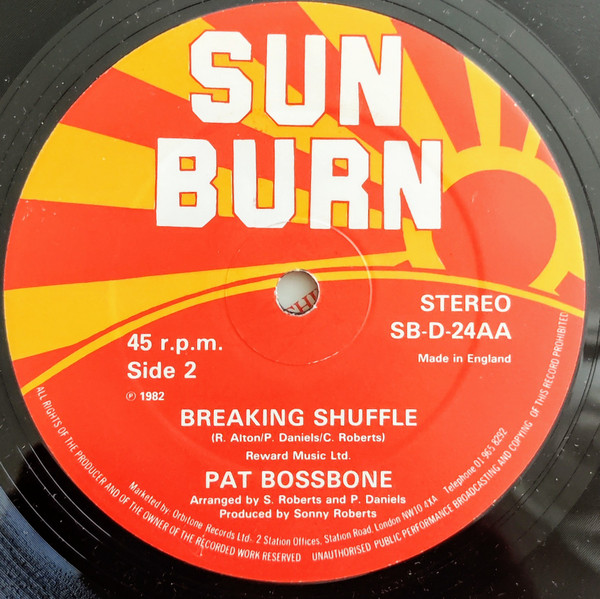 SUN
BURN
STEREO
SB-D-24AA
Made in England
45 r.p.m.
Side 2
℗ 1982
BREAKING SHUFFLE
(R. Alton/P. Daniels/C. Roberts)
Reward Music Ltd.
PAT BOSSBONE
Arranged by S. Roberts and P. Daniels
Produced by Sonny Roberts
Marketed by: Orbitone Records Ltd. 2 Station Offices, Station Road, London NW10 4XA Telephone 01 965 8292
ALL RIGHTS OF THE PRODUCER AND OF THE OWNER OF THE RECORDED WORK RESERVED UNAUTHORISED PUBLIC PERFORMANCE BROADCASTING AND COPYING OF THIS RECORD PROHIBITED